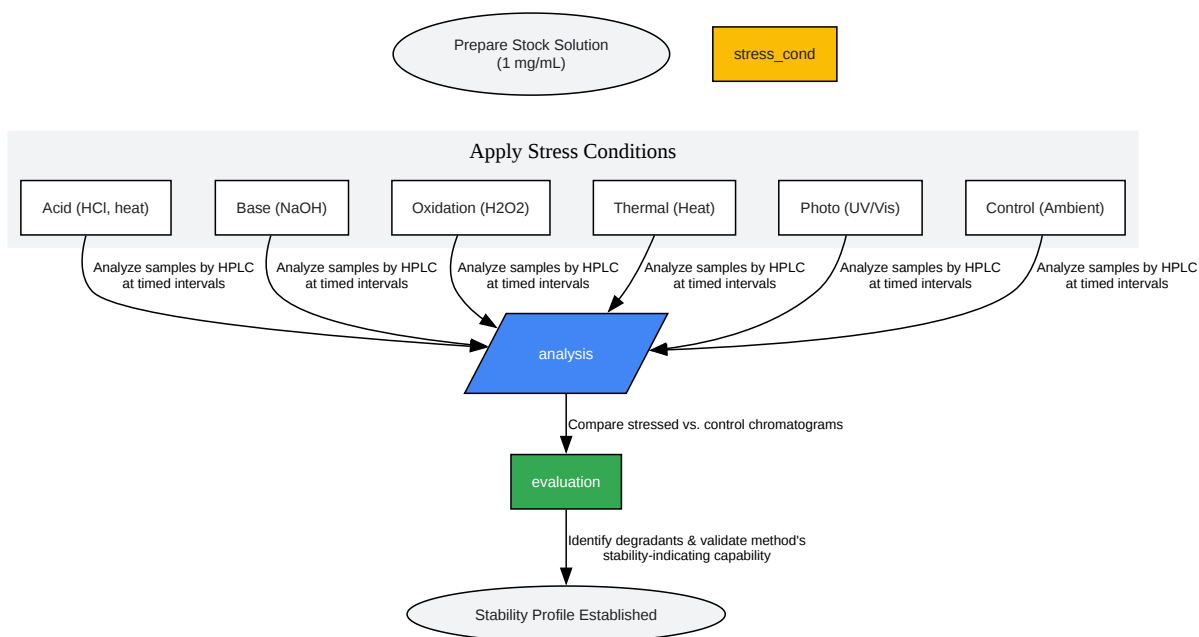 Prepare Stock Solution
(1 mg/mL)
stress_cond
Apply Stress Conditions
Acid (HCl, heat)
Base (NaOH)
Oxidation (H2O2)
Thermal (Heat)
Photo (UV/Vis)
Control (Ambient)
Analyze samples by HPLC
at timed intervals
Analyze samples by HPLC
at timed intervals
Analyze samples by HPLC
at timed intervals
Analyze samples by HPLC
at timed intervals
Analyze samples by HPLC
at timed intervals
Analyze samples by HPLC
at timed intervals
analysis
Compare stressed vs. control chromatograms
evaluation
Identify degradants & validate method's
stability-indicating capability
Stability Profile Established